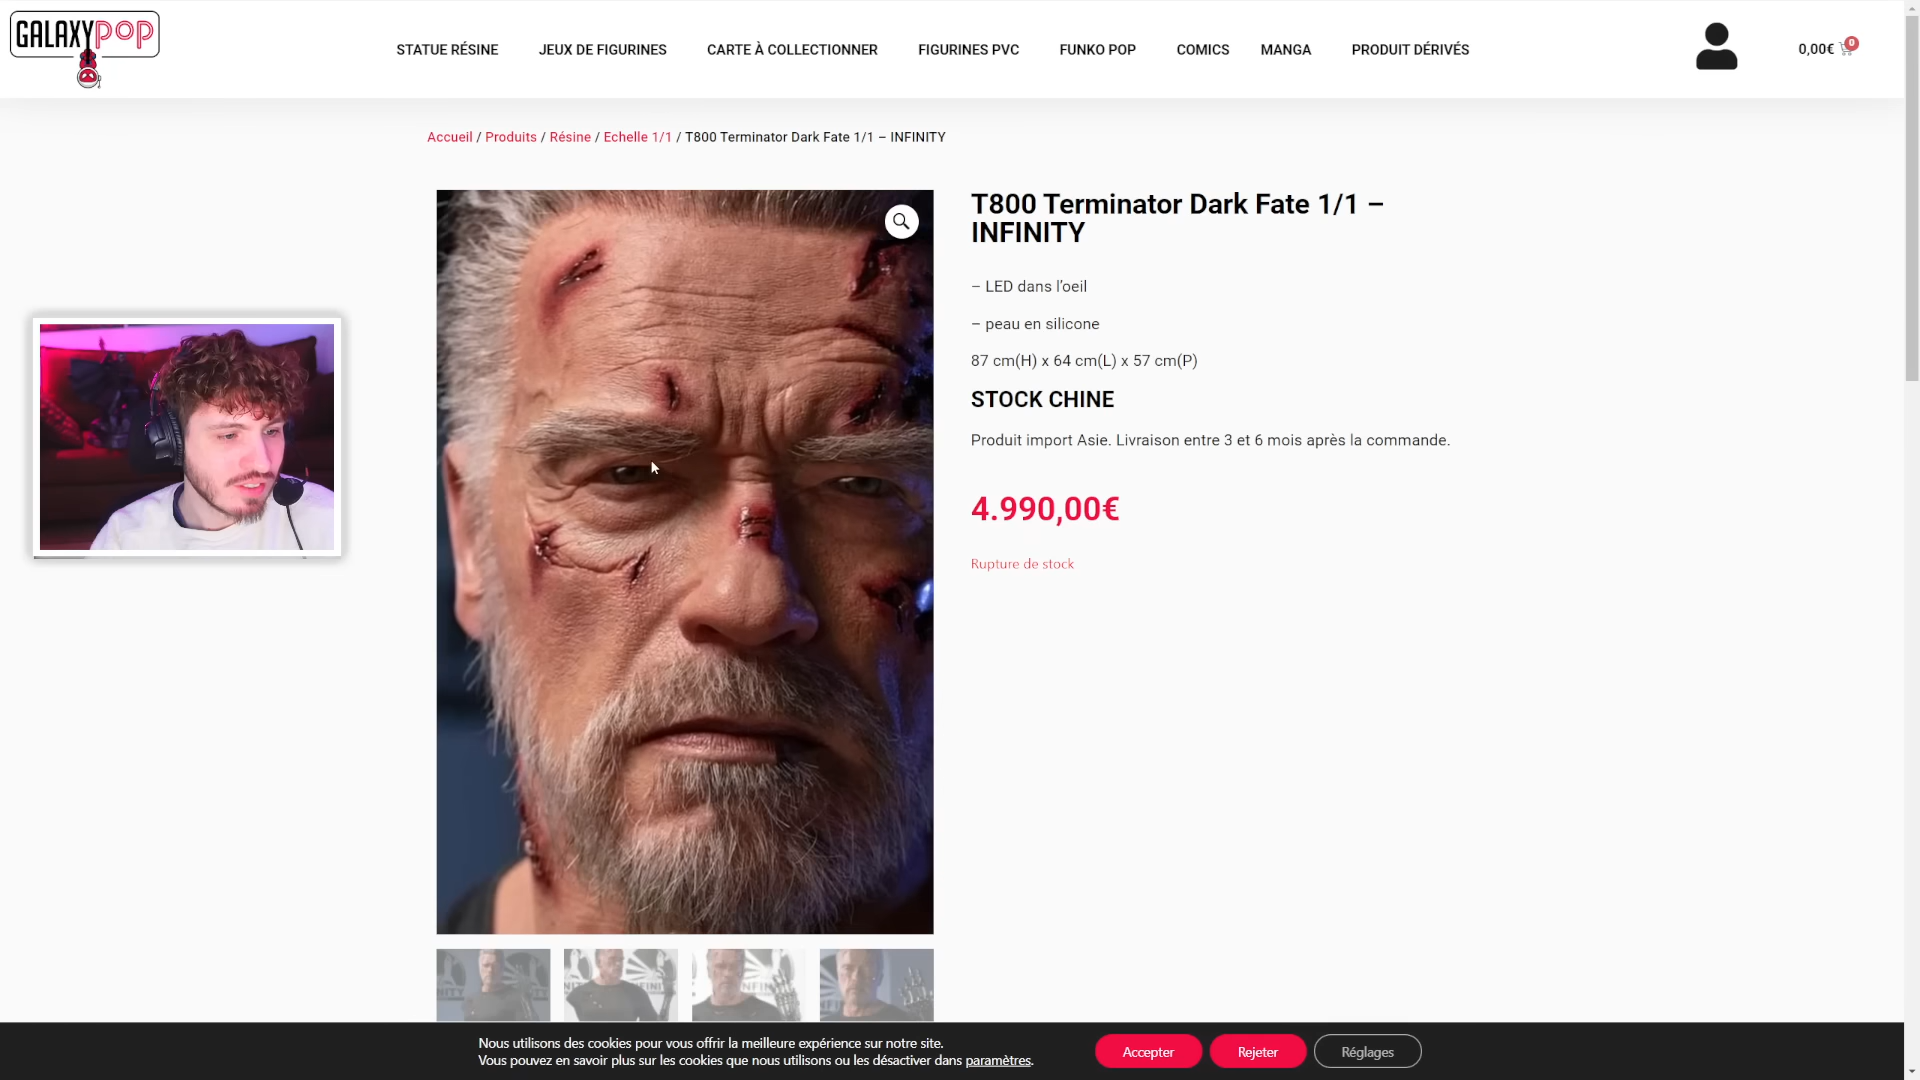 GALAXYPOP
STATUE RÉSINE
JEUX DE FIGURINES
CARTE À COLLECTIONNER
FIGURINES PVC
FUNKO POP
COMICS
MANGA
PRODUIT DÉRIVÉS
0,00€
0
Accueil / Produits / Résine / Echelle 1/1 / T800 Terminator Dark Fate 1/1 – INFINITY
T800 Terminator Dark Fate 1/1 –
INFINITY
– LED dans l'oeil
– peau en silicone
87 cm(H) x 64 cm(L) x 57 cm(P)
STOCK CHINE
Produit import Asie. Livraison entre 3 et 6 mois après la commande.
4.990,00€
Rupture de stock
Nous utilisons des cookies pour vous offrir la meilleure expérience sur notre site.
Vous pouvez en savoir plus sur les cookies que nous utilisons ou les désactiver dans paramètres.
Accepter
Rejeter
Réglages